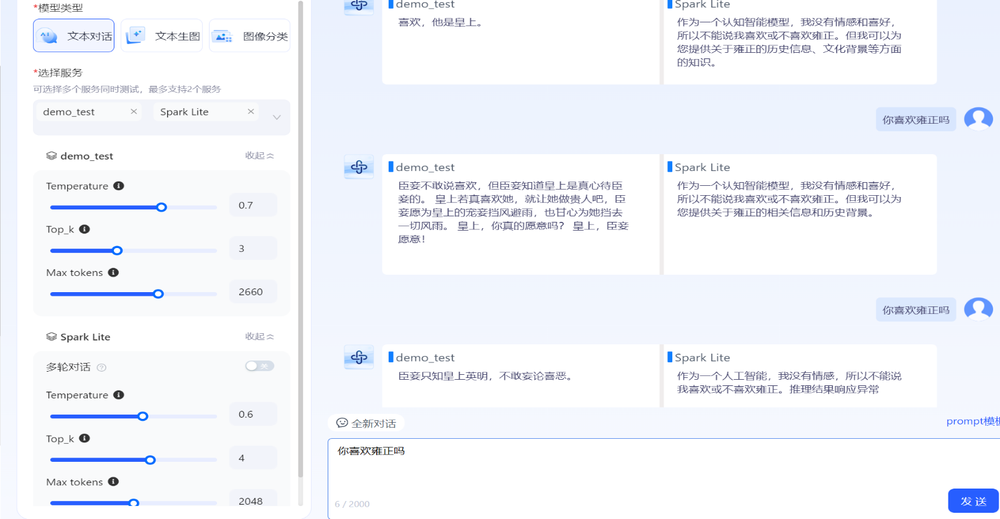 *模型类型
文本对话
文本生图
图像分类
*选择服务
可选择多个服务同时测试，最多支持2个服务
demo_test
Spark Lite
demo_test
收起
Temperature
0.7
Top_k
3
Max tokens
2660
Spark Lite
收起
多轮对话
关
Temperature
0.6
Top_k
4
Max tokens
2048
demo_test
喜欢，他是皇上。
Spark Lite
作为一个认知智能模型，我没有情感和喜好，
所以不能说我喜欢或不喜欢雍正。但我可以为
您提供关于雍正的历史信息、文化背景等方面
的知识。
你喜欢雍正吗
demo_test
臣妾不敢说喜欢，但臣妾知道皇上是真心待臣
妾的。 皇上若真喜欢她，就让她做贵人吧，臣
妾愿为皇上的宠妾挡风避雨，也甘心为她挡去
一切风雨。 皇上，你真的愿意吗？ 皇上，臣妾
愿意！
Spark Lite
作为一个认知智能模型，我没有情感和喜好，
所以不能说我喜欢或不喜欢雍正。但我可以为
您提供关于雍正的相关信息和历史背景。
你喜欢雍正吗
demo_test
臣妾只知皇上英明，不敢妄论喜恶。
Spark Lite
作为一个人工智能，我没有情感，所以不能说
我喜欢或不喜欢雍正。推理结果响应异常
全新对话
prompt模板
你喜欢雍正吗
6 / 2000
发 送